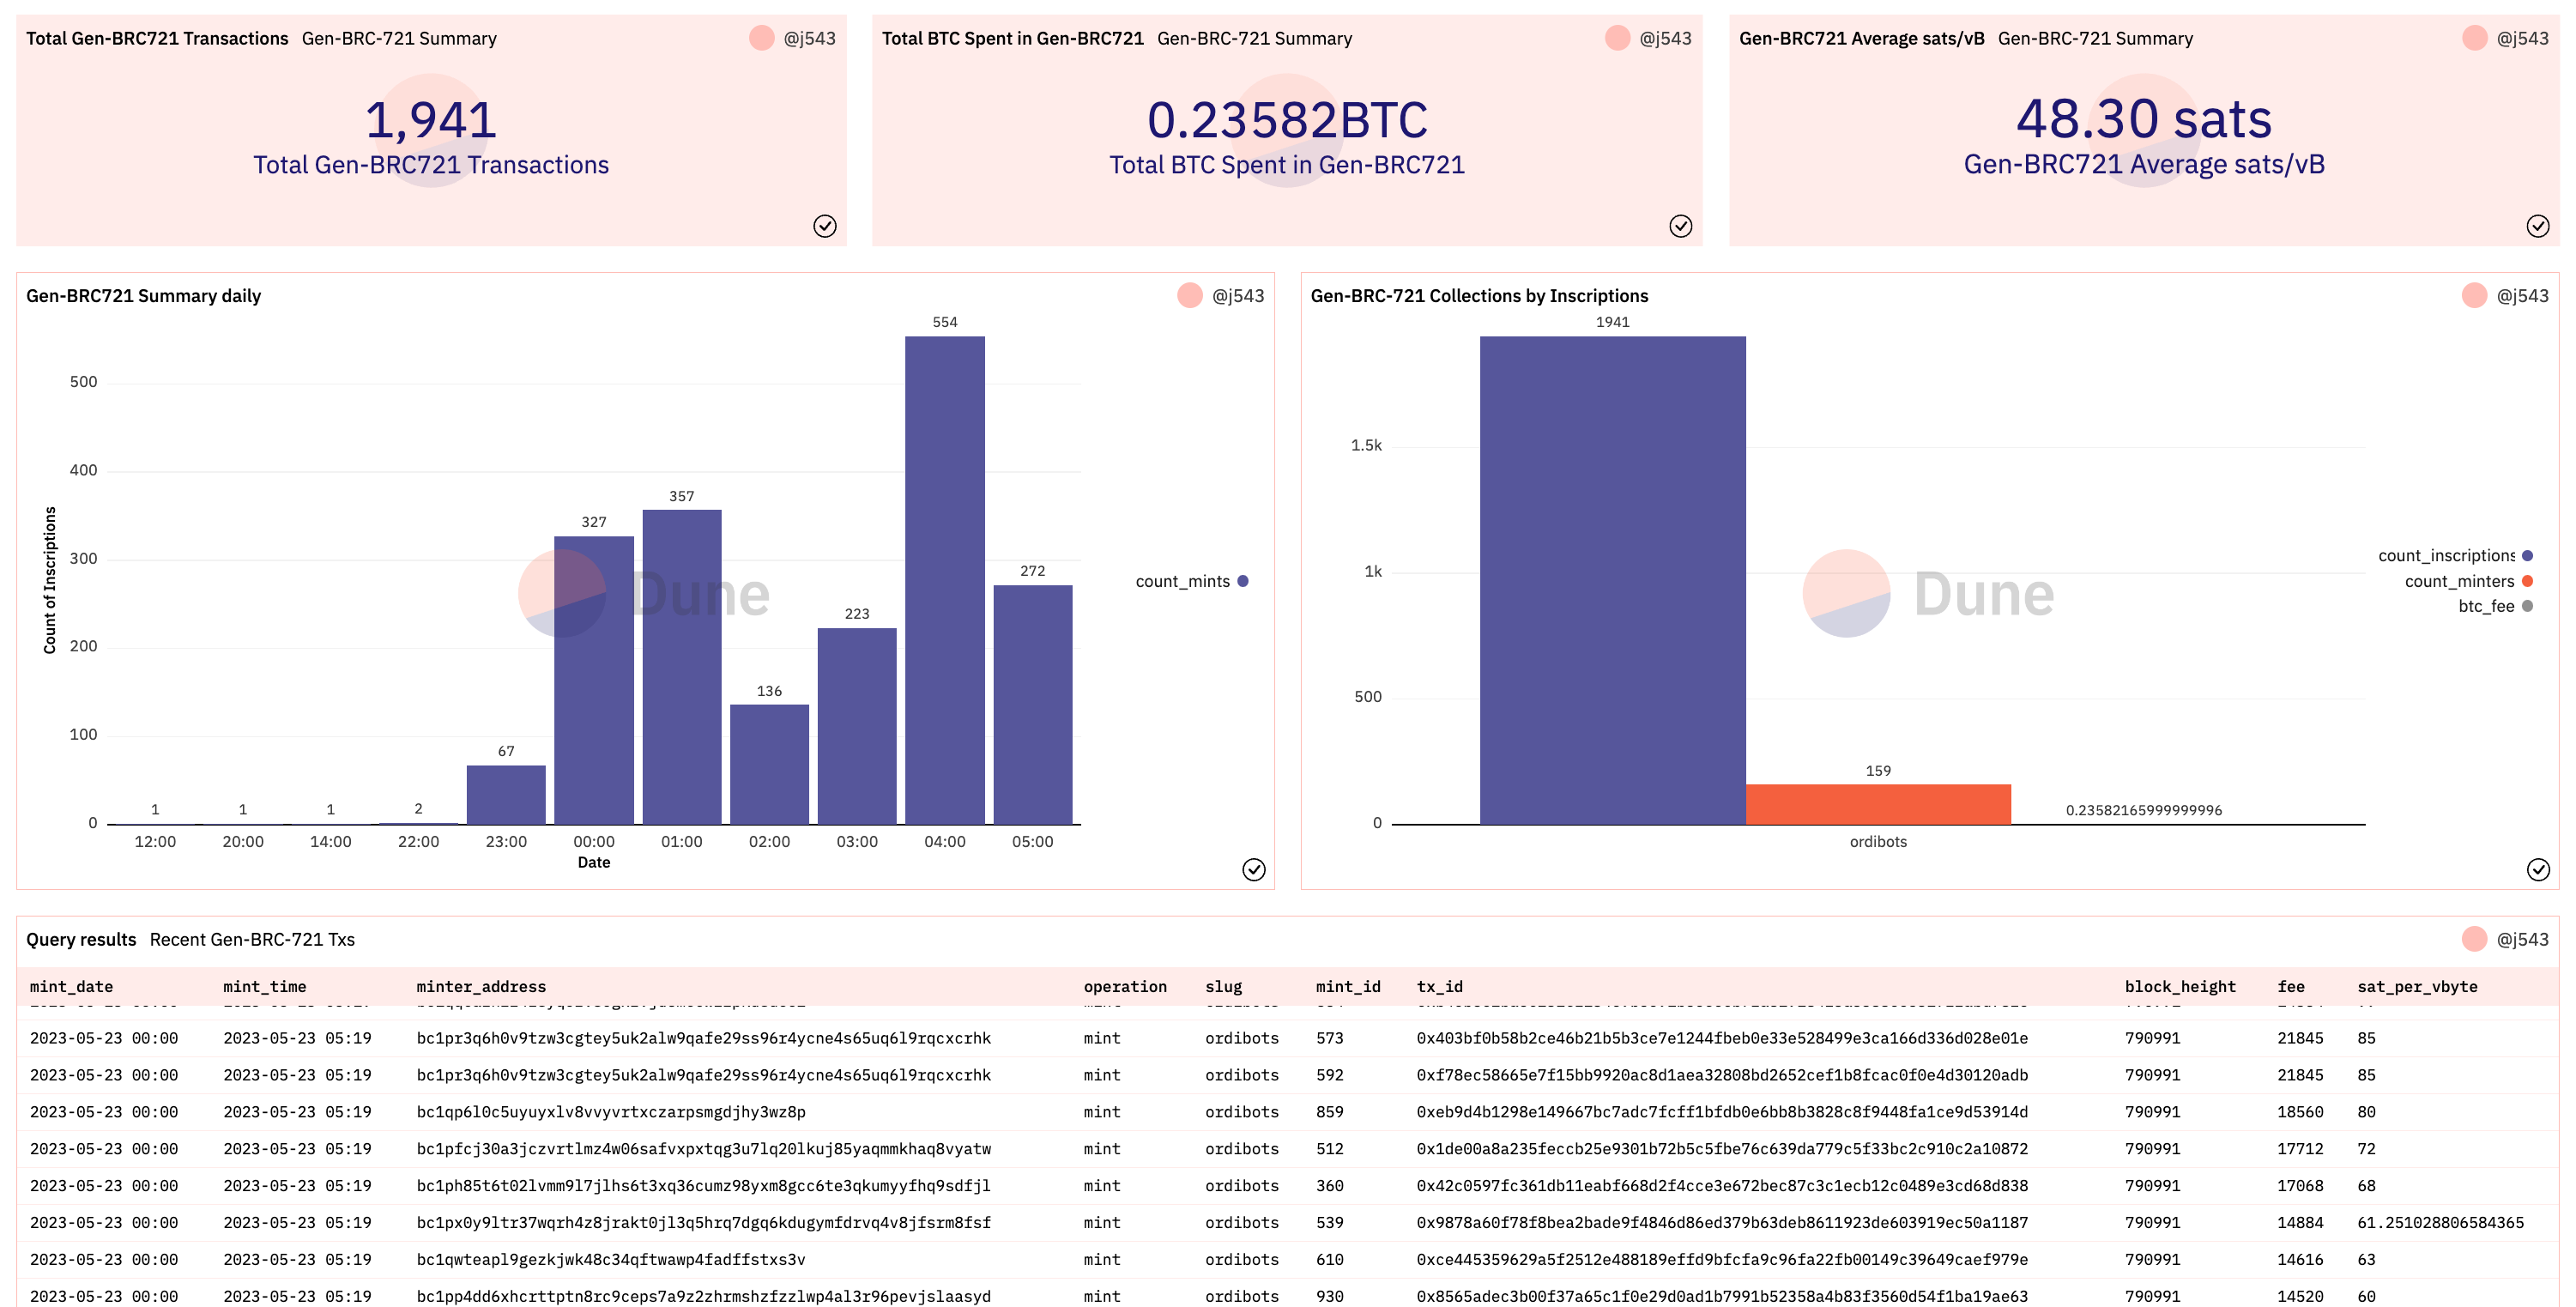 Total Gen-BRC721 Transactions Gen-BRC-721 Summary @j543
1,941
Total Gen-BRC721 Transactions
Total BTC Spent in Gen-BRC721 Gen-BRC-721 Summary @j543
0.23582BTC
Total BTC Spent in Gen-BRC721
Gen-BRC721 Average sats/vB Gen-BRC-721 Summary @j543
48.30 sats
Gen-BRC721 Average sats/vB
Gen-BRC721 Summary daily @j543
554
500
400
357
327
300
272
223
200
136
100
67
1 1 1 2
0
Count of Inscriptions
12:00 20:00 14:00 22:00 23:00 00:00 01:00 02:00 03:00 04:00 05:00
Date
count_mints
Dune
Gen-BRC-721 Collections by Inscriptions @j543
1941
1.5k
1k
500
159
0.23582165999999996
0
ordibots
count_inscriptions
count_minters
btc_fee
Dune
Query results Recent Gen-BRC-721 Txs @j543
mint_date mint_time minter_address operation slug mint_id tx_id block_height fee sat_per_vbyte
2023-05-23 00:00 2023-05-23 05:19 bc1pr3q6h0v9tzw3cgtey5uk2alw9qafe29ss96r4ycne4s65uq6l9rqcxcrhk mint ordibots 573 0x403bf0b58b2ce46b21b5b3ce7e1244fbeb0e33e528499e3ca166d336d028e01e 790991 21845 85
2023-05-23 00:00 2023-05-23 05:19 bc1pr3q6h0v9tzw3cgtey5uk2alw9qafe29ss96r4ycne4s65uq6l9rqcxcrhk mint ordibots 592 0xf78ec58665e7f15bb9920ac8d1aea32808bd2652cef1b8fcac0f0e4d30120adb 790991 21845 85
2023-05-23 00:00 2023-05-23 05:19 bc1qp6l0c5uyuyxlv8vvyvrtxczarpsmgdjhy3wz8p mint ordibots 859 0xeb9d4b1298e149667bc7adc7fcff1bfdb0e6bb8b3828c8f9448fa1ce9d53914d 790991 18560 80
2023-05-23 00:00 2023-05-23 05:19 bc1pfcj30a3jczvrtlmz4w06safvxpxtqg3u7lq20lkuj85yaqmmkhaq8vyatw mint ordibots 512 0x1de00a8a235feccb25e9301b72b5c5fbe76c639da779c5f33bc2c910c2a10872 790991 17712 72
2023-05-23 00:00 2023-05-23 05:19 bc1ph85t6t02lvmm9l7jlhs6t3xq36cumz98yxm8gcc6te3qkumyyfhq9sdfjl mint ordibots 360 0x42c0597fc361db11eabf668d2f4cce3e672bec87c3c1ecb12c0489e3cd68d838 790991 17068 68
2023-05-23 00:00 2023-05-23 05:19 bc1px0y9ltr37wqrh4z8jrakt0jl3q5hrq7dgq6kdugymfdrvq4v8jfsrm8fsf mint ordibots 539 0x9878a60f78f8bea2bade9f4846d86ed379b63deb8611923de603919ec50a1187 790991 14884 61.251028806584365
2023-05-23 00:00 2023-05-23 05:19 bc1qwteapl9gezkjwk48c34qftwawp4fadffstxs3v mint ordibots 610 0xce445359629a5f2512e488189effd9bfcfa9c96fa22fb00149c39649caef979e 790991 14616 63
2023-05-23 00:00 2023-05-23 05:19 bc1pp4dd6xhcrttptn8rc9ceps7a9z2zhrmshzfzzlwp4al3r96pevjslaasyd mint ordibots 930 0x8565adec3b00f37a65c1f0e29d0ad1b7991b52358a4b83f3560d54f1ba19ae63 790991 14520 60